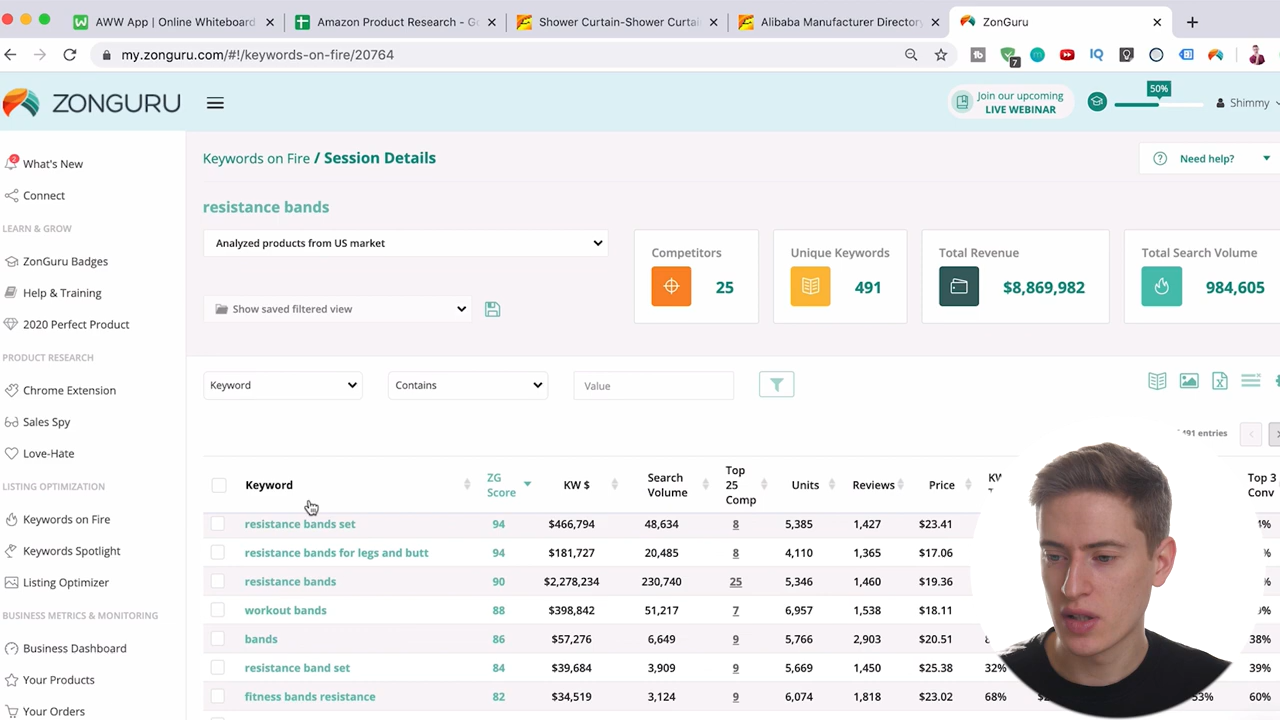 AWW App | Online Whiteboard
Amazon Product Research - Go
Shower Curtain-Shower Curtai
Alibaba Manufacturer Directory
ZonGuru
my.zonguru.com/#!/keywords-on-fire/20764
7
ZONGURU
Join our upcoming
LIVE WEBINAR
50%
Shimmy
2
What's New
Connect
LEARN & GROW
ZonGuru Badges
Help & Training
2020 Perfect Product
PRODUCT RESEARCH
Chrome Extension
Sales Spy
Love-Hate
LISTING OPTIMIZATION
Keywords on Fire
Keywords Spotlight
Listing Optimizer
BUSINESS METRICS & MONITORING
Business Dashboard
Your Products
Your Orders
Keywords on Fire / Session Details
Need help?
resistance bands
Analyzed products from US market
Show saved filtered view
Competitors
25
Unique Keywords
491
Total Revenue
$8,869,982
Total Search Volume
984,605
Keyword
Contains
Value
491 entries
Keyword ZG Score KW $ Search Volume Top 25 Comp Units Reviews Price KW Top 3 Conv
resistance bands set 94 $466,794 48,634 8 5,385 1,427 $23.41
resistance bands for legs and butt 94 $181,727 20,485 8 4,110 1,365 $17.06
resistance bands 90 $2,278,234 230,740 25 5,346 1,460 $19.36
workout bands 88 $398,842 51,217 7 6,957 1,538 $18.11
bands 86 $57,276 6,649 9 5,766 2,903 $20.51 38%
resistance band set 84 $39,684 3,909 9 5,669 1,450 $25.38 32% 39%
fitness bands resistance 82 $34,519 3,124 9 6,074 1,818 $23.02 68% 53% 60%